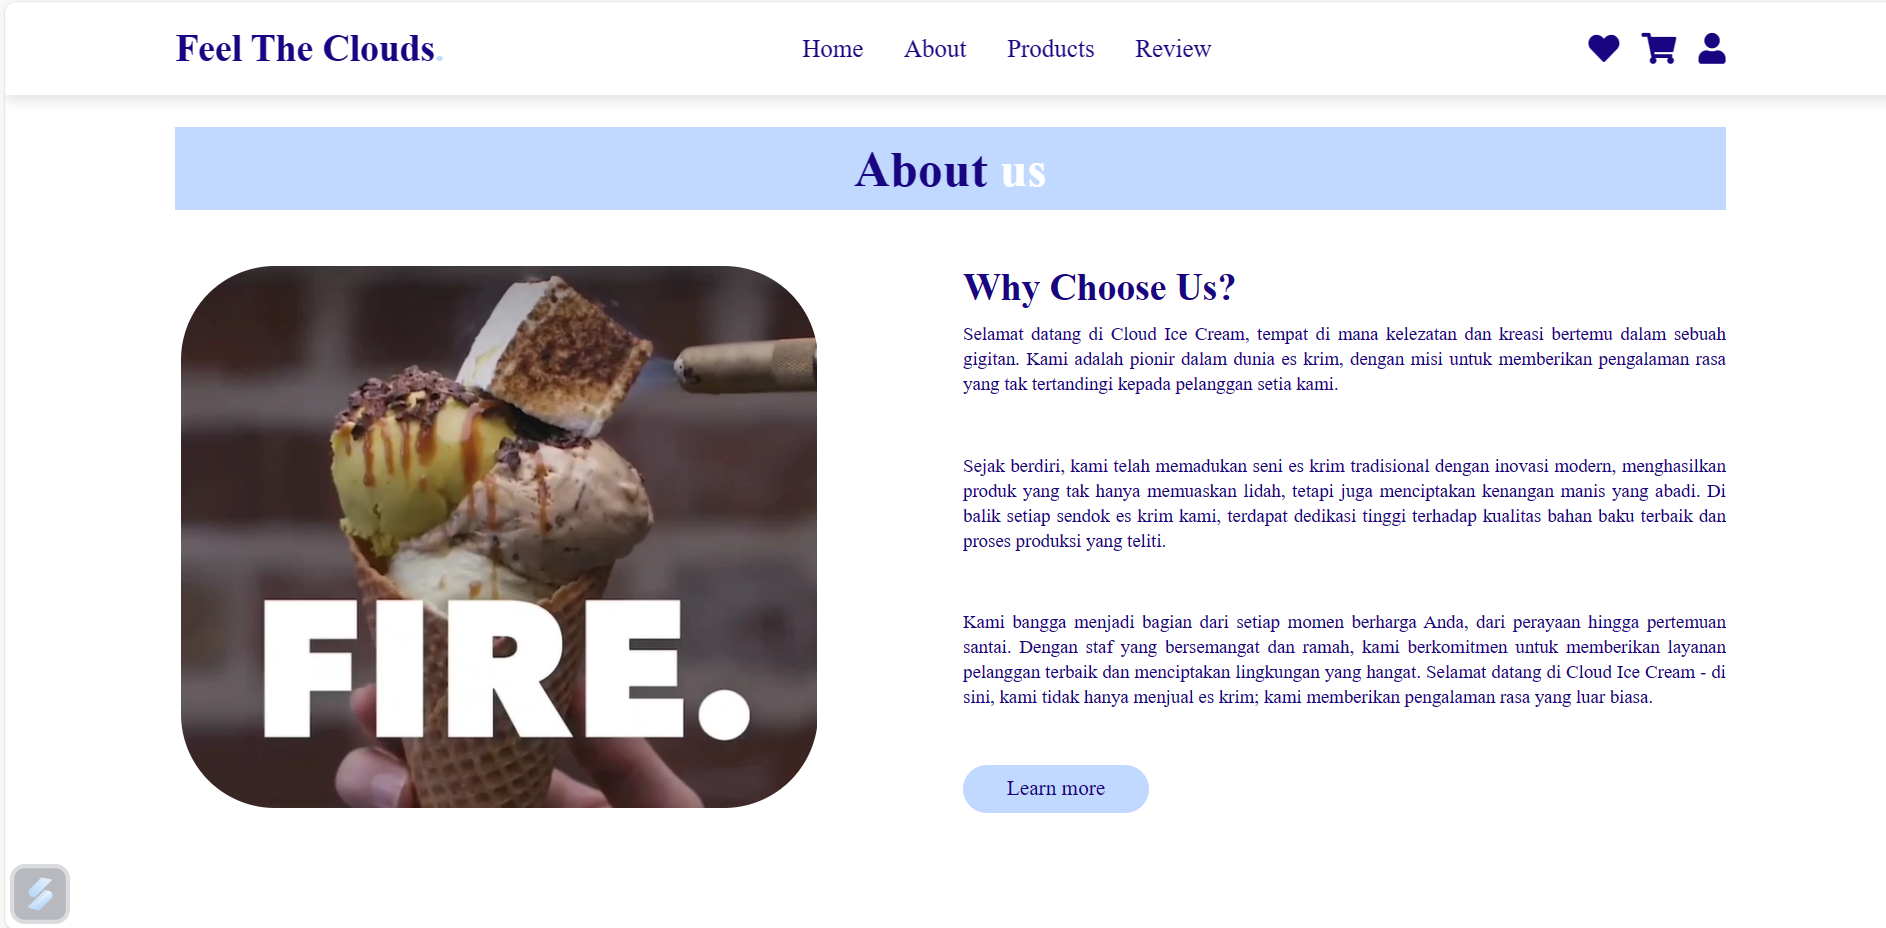 Feel The Clouds.
Home About Products Review
About us
FIRE.
Why Choose Us?
Selamat datang di Cloud Ice Cream, tempat di mana kelezatan dan kreasi bertemu dalam sebuah
gigitan. Kami adalah pionir dalam dunia es krim, dengan misi untuk memberikan pengalaman rasa
yang tak tertandingi kepada pelanggan setia kami.
Sejak berdiri, kami telah memadukan seni es krim tradisional dengan inovasi modern, menghasilkan
produk yang tak hanya memuaskan lidah, tetapi juga menciptakan kenangan manis yang abadi. Di
balik setiap sendok es krim kami, terdapat dedikasi tinggi terhadap kualitas bahan baku terbaik dan
proses produksi yang teliti.
Kami bangga menjadi bagian dari setiap momen berharga Anda, dari perayaan hingga pertemuan
santai. Dengan staf yang bersemangat dan ramah, kami berkomitmen untuk memberikan layanan
pelanggan terbaik dan menciptakan lingkungan yang hangat. Selamat datang di Cloud Ice Cream - di
sini, kami tidak hanya menjual es krim; kami memberikan pengalaman rasa yang luar biasa.
Learn more